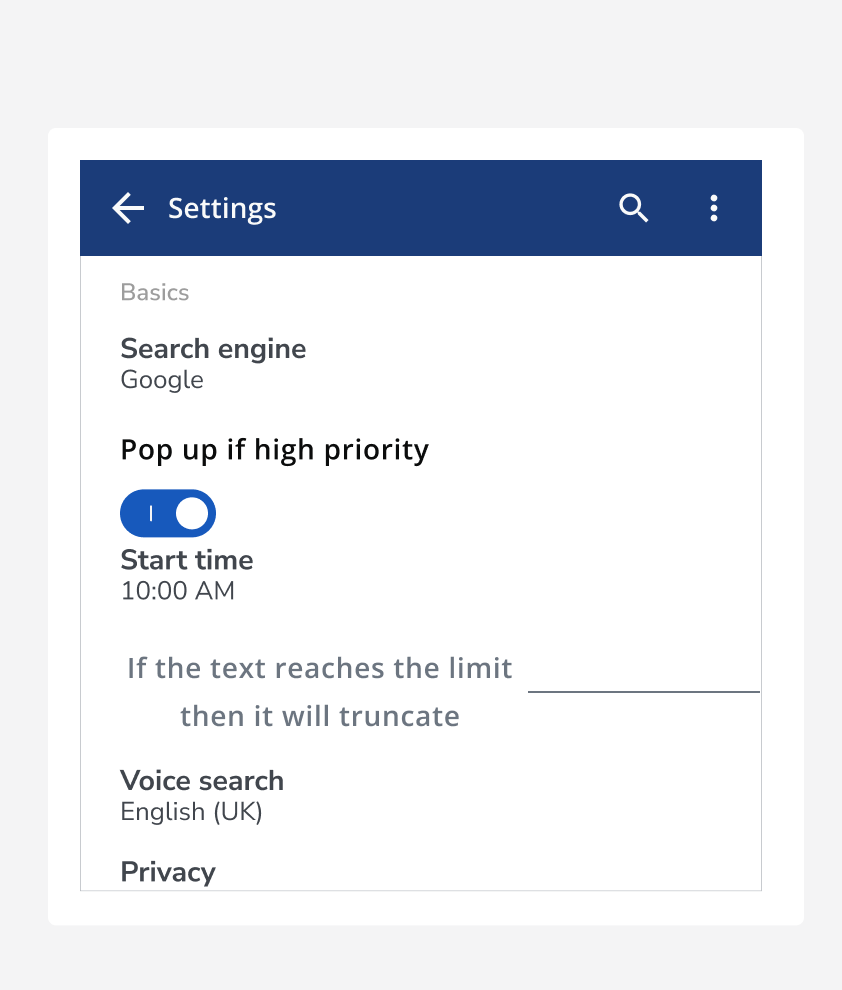 Settings
Basics
Search engine
Google
Pop up if high priority
Start time
10:00 AM
If the text reaches the limit
then it will truncate
Voice search
English (UK)
Privacy